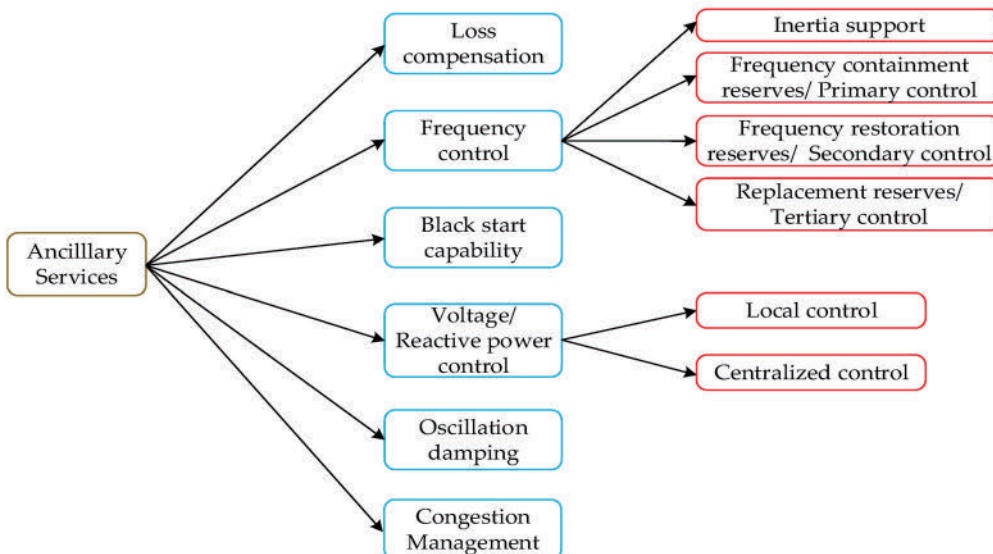 Loss
compensation
Frequency
control
Black start
capability
Ancilllary
Services
Voltage/
Reactive power
control
Oscillation
damping
Congestion
Management
Inertia support
Frequency containment
reserves/ Primary control
Frequency restoration
reserves/ Secondary control
Replacement reserves/
Tertiary control
Local control
Centralized control